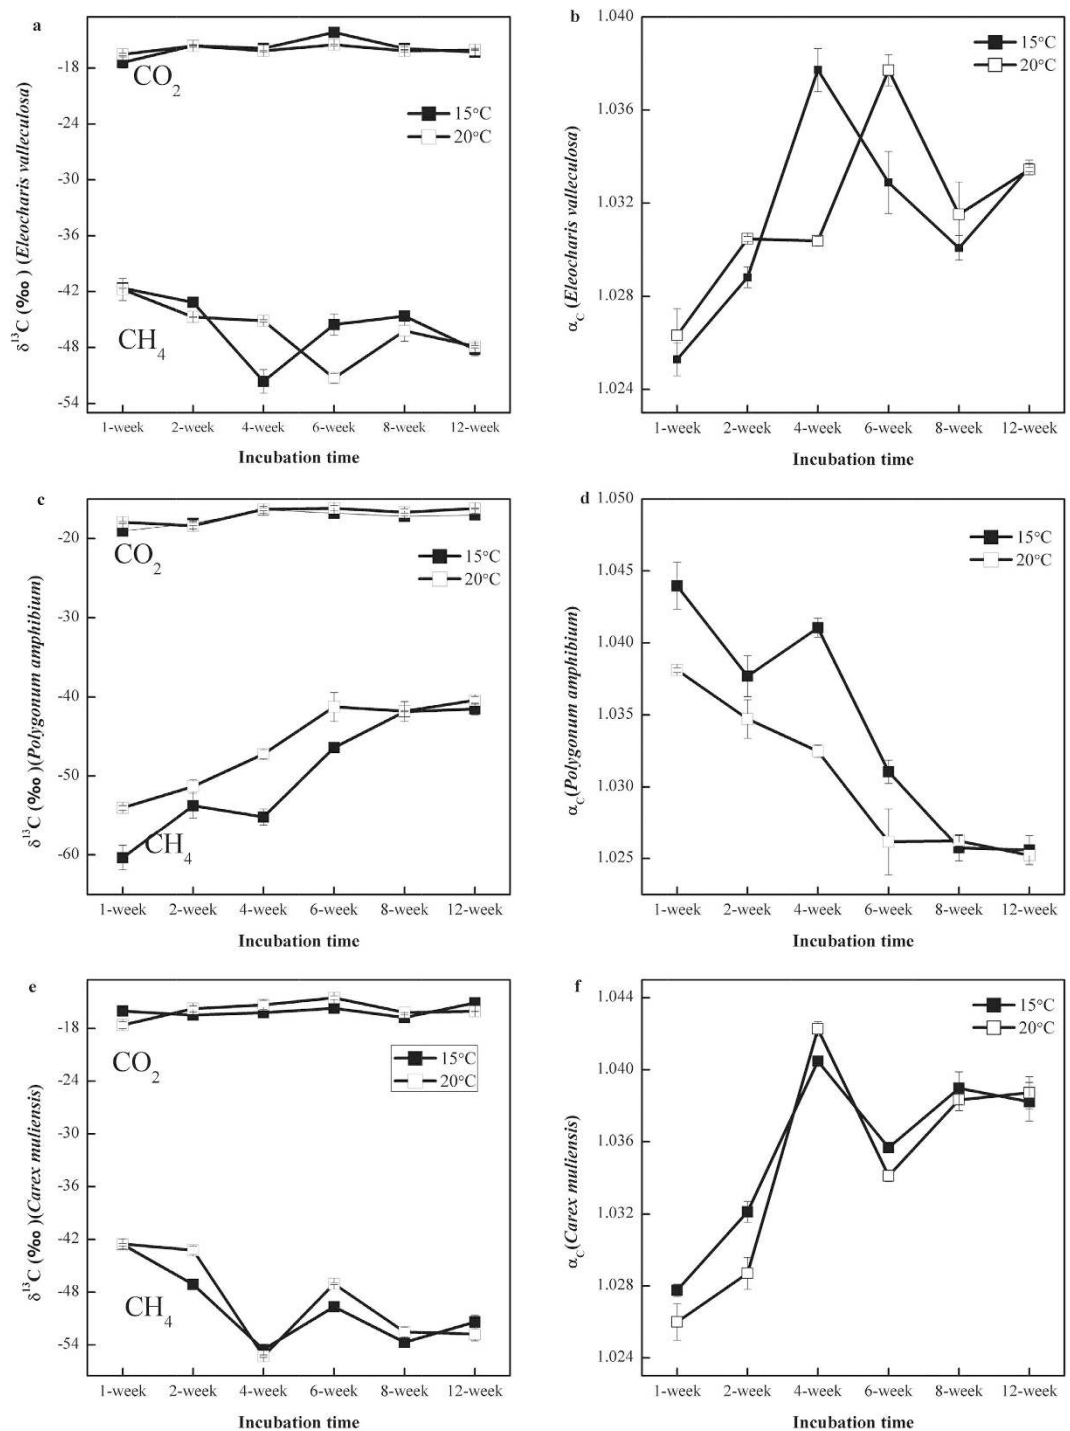 a
-18
-24
-30
-36
-42
-48
-54
CO2
CH4
15°C
20°C
δ13C (‰ ) (Eleocharis valleculosa)
1-week 2-week 4-week 6-week 8-week 12-week
Incubation time
b
1.040
1.036
1.032
1.028
1.024
15°C
20°C
αC (Eleocharis valleculosa)
1-week 2-week 4-week 6-week 8-week 12-week
Incubation time
c
-20
-30
-40
-50
-60
CO2
CH4
15°C
20°C
δ13C (‰ )(Polygonum amphibium)
1-week 2-week 4-week 6-week 8-week 12-week
Incubation time
d
1.050
1.045
1.040
1.035
1.030
1.025
15°C
20°C
αC(Polygonum amphibium)
1-week 2-week 4-week 6-week 8-week 12-week
Incubation time
e
-18
-24
-30
-36
-42
-48
-54
CO2
CH4
15°C
20°C
δ13C (‰ )(Carex muliensis)
1-week 2-week 4-week 6-week 8-week 12-week
Incubation time
f
1.044
1.040
1.036
1.032
1.028
1.024
15°C
20°C
αC(Carex muliensis)
1-week 2-week 4-week 6-week 8-week 12-week
Incubation time